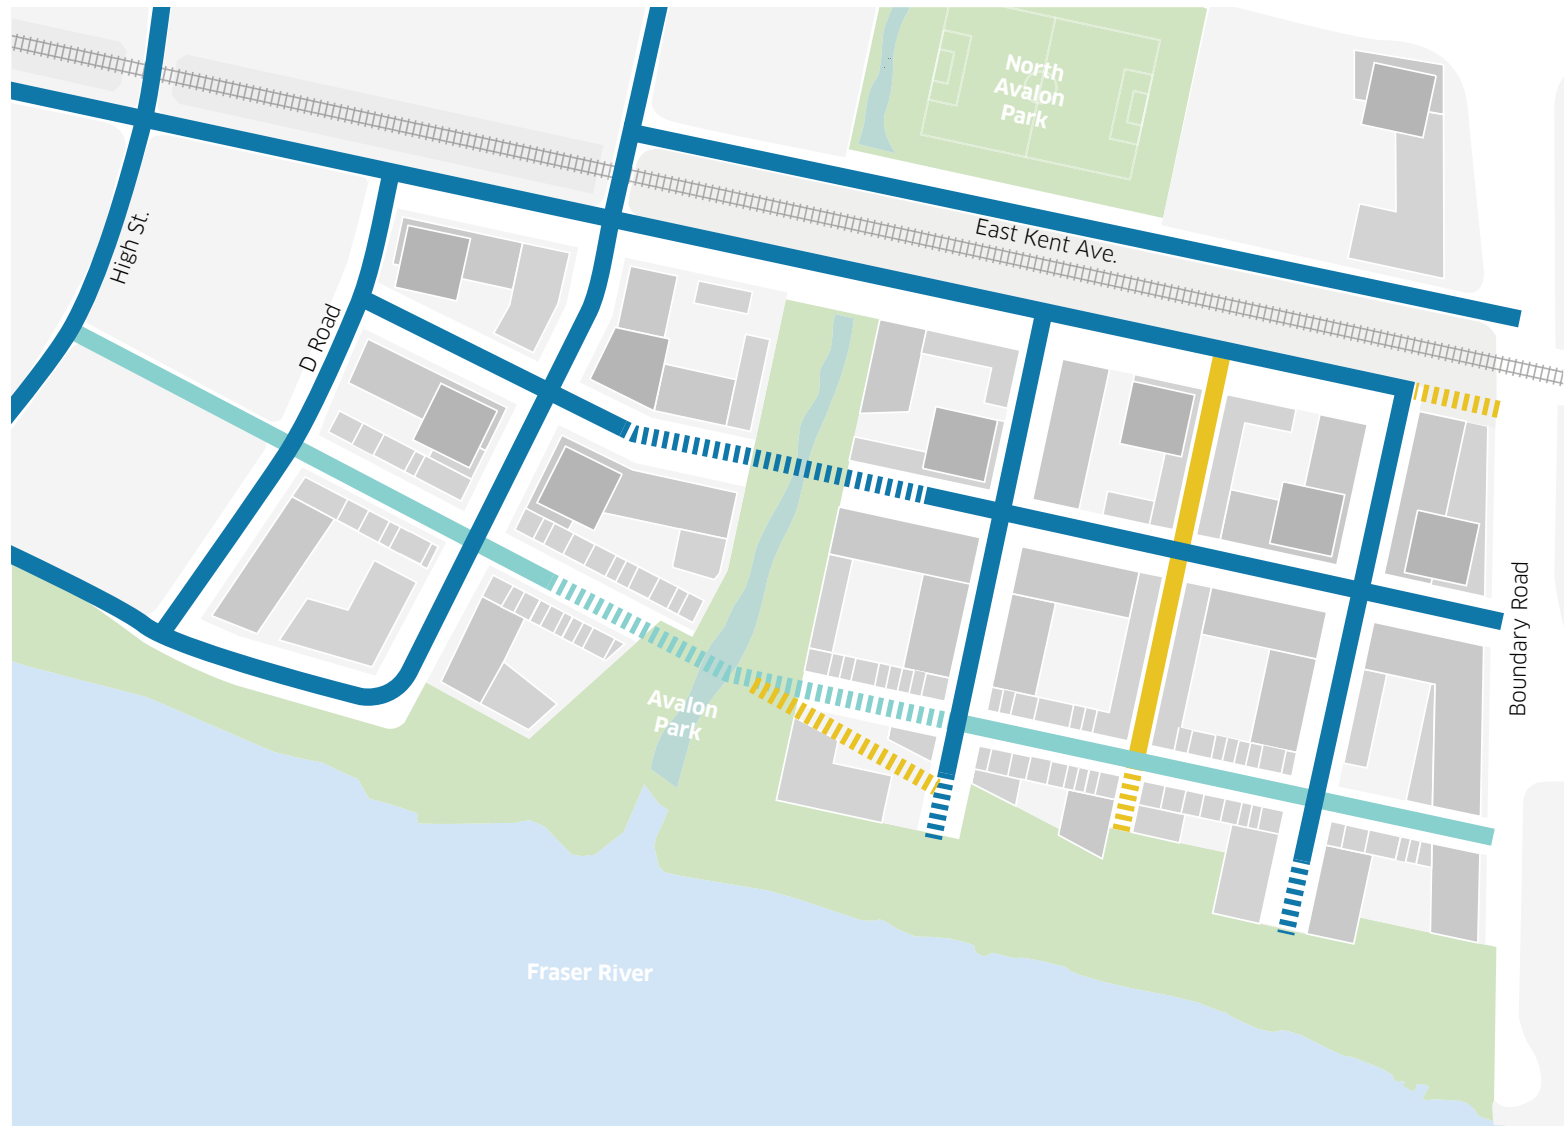 North
Avalon
Park
East Kent Ave.
High St.
D Road
Boundary Road
Avalon
Park
Fraser River